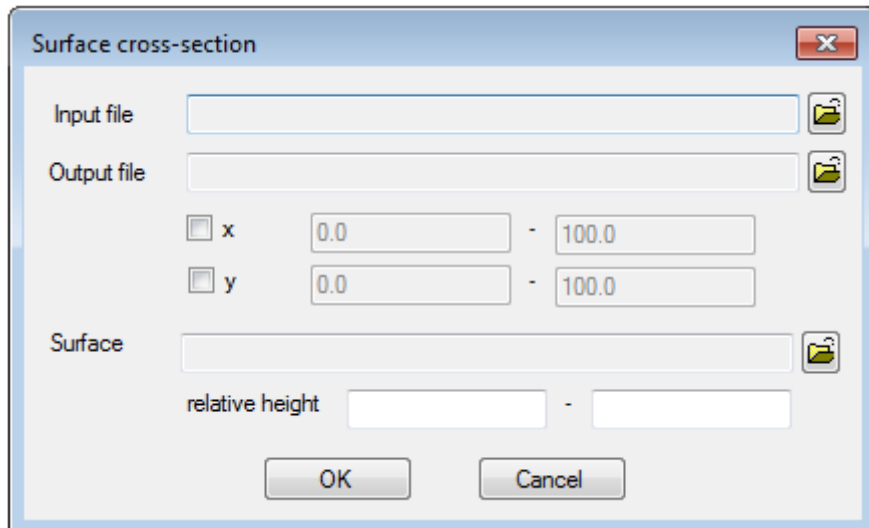 Surface cross-section
Input file
Output file
x 0.0 - 100.0
y 0.0 - 100.0
Surface
relative height -
OK Cancel